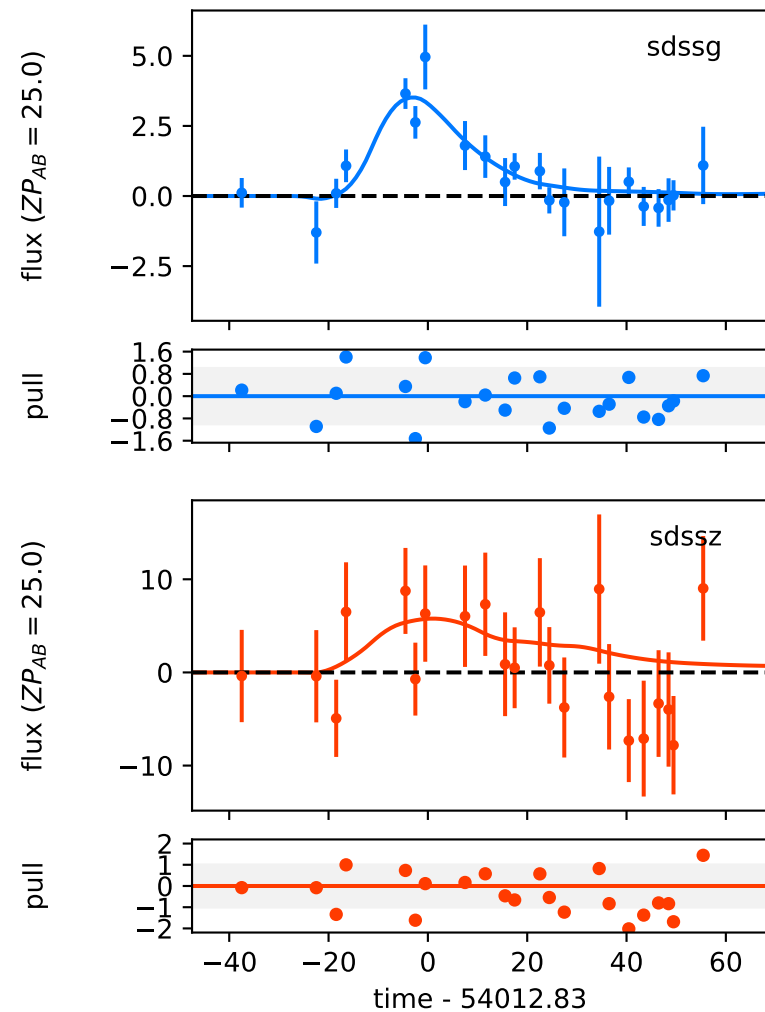 sdssg
flux (ZP_AB = 25.0)
5.0
2.5
0.0
−2.5
pull
1.6
0.8
0.0
−0.8
−1.6
sdssz
flux (ZP_AB = 25.0)
10
0
−10
pull
2
1
0
−1
−2
−40 −20 0 20 40 60
time - 54012.83